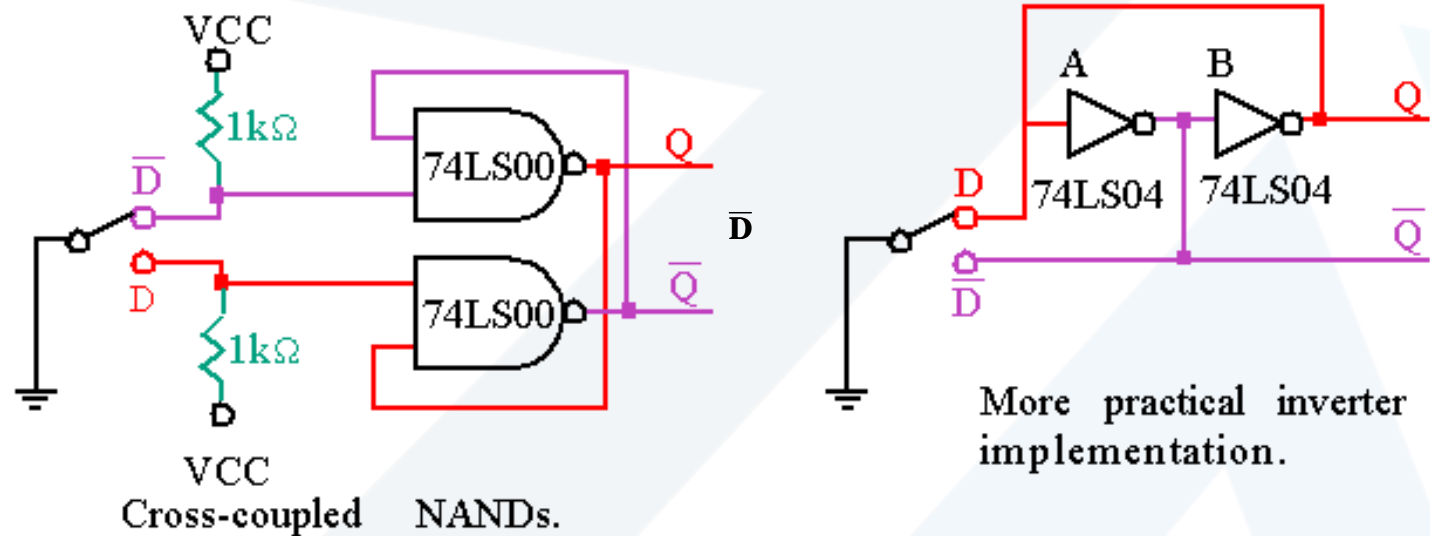 VCC
1kΩ
D̅
D
1kΩ
VCC
74LS00
74LS00
Q
Q̅
Cross-coupled NANDs.
D̅
A
B
74LS04
74LS04
D
D̅
Q
Q̅
More practical inverter
implementation.